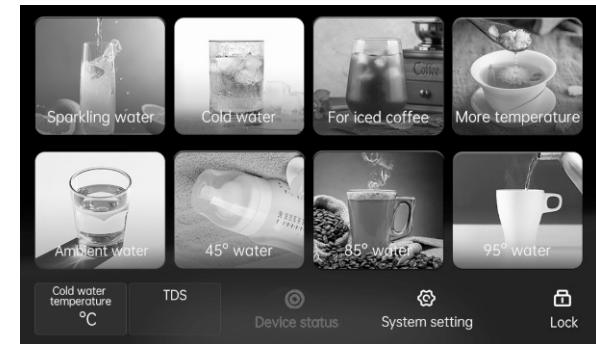 Sparkling water
Cold water
For iced coffee
Coffee
More temperature
Ambient water
45° water
85° water
95° water
Cold water
temperature
°C
TDS
Device status
System setting
Lock